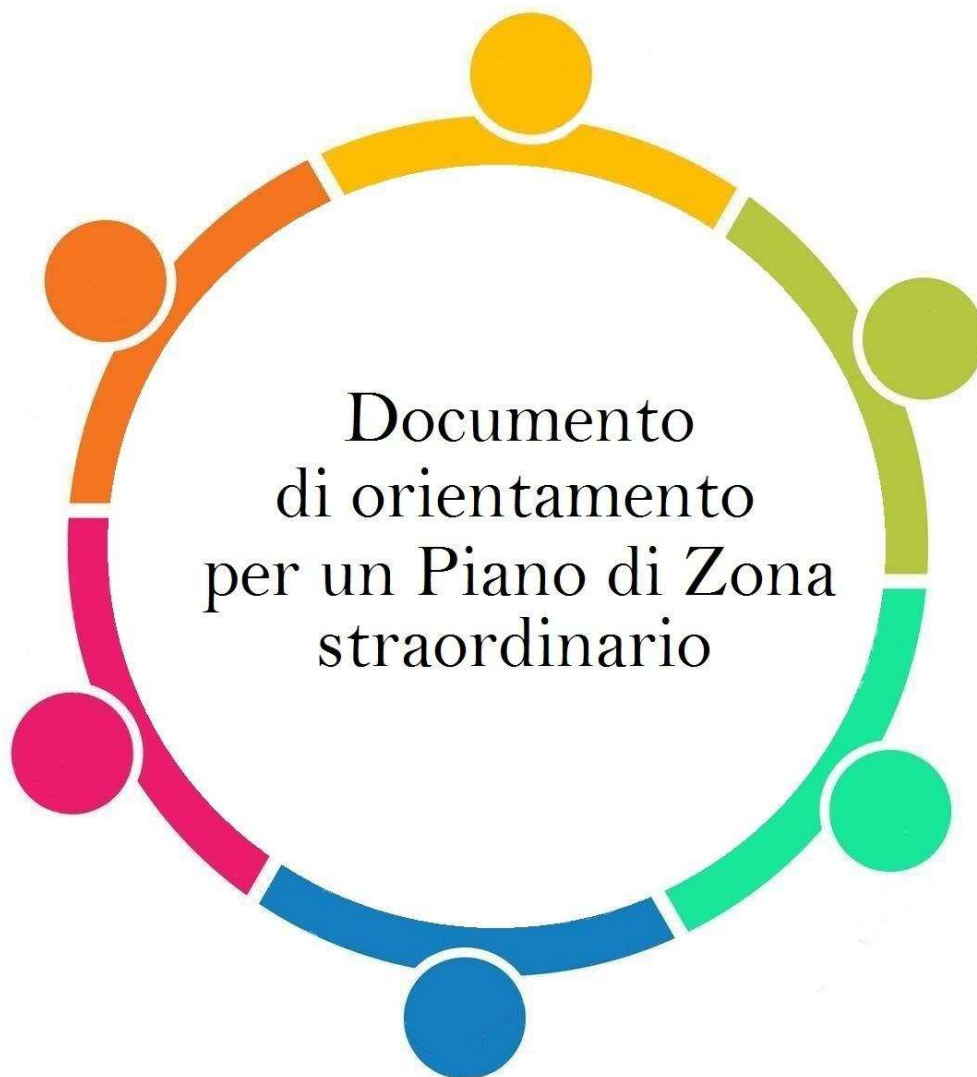 Documento
di orientamento
per un Piano di Zona
straordinario